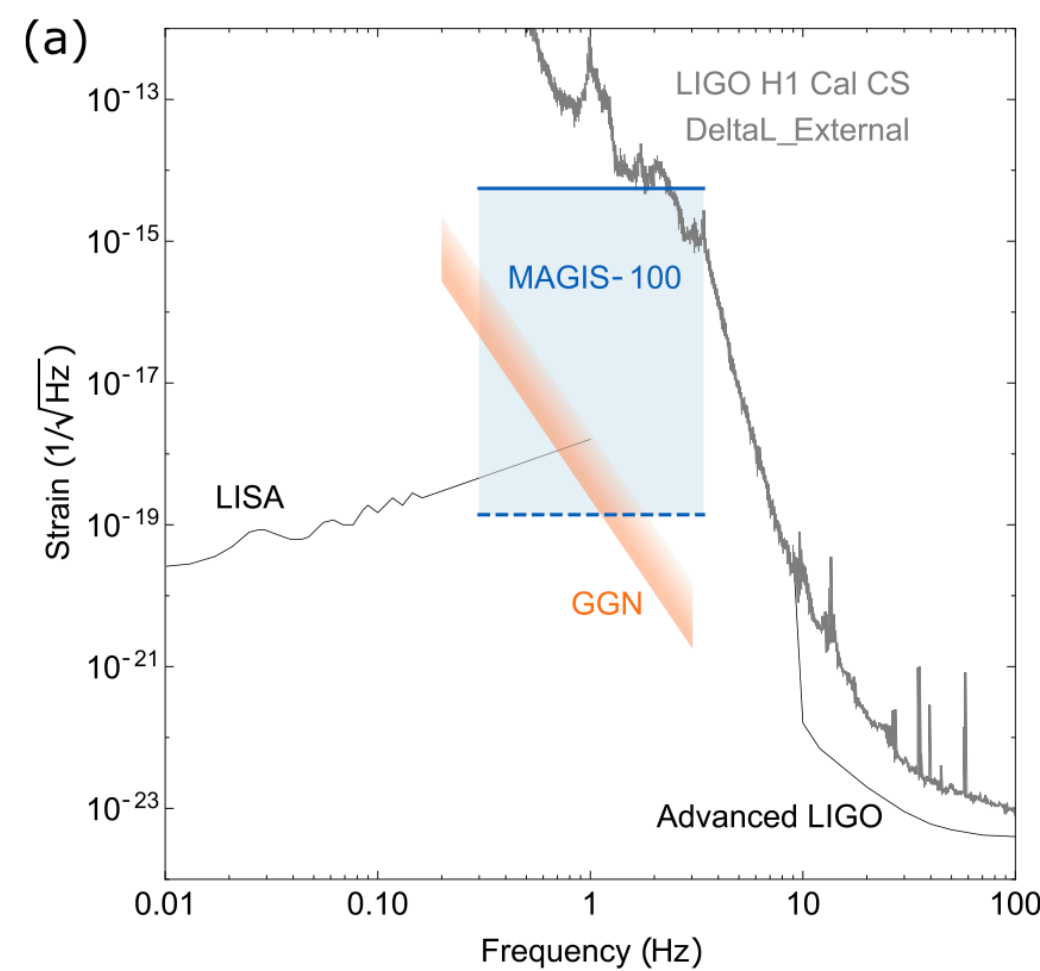 (a)
LIGO H1 Cal CS
DeltaL_External
10-13
10-15
MAGIS-100
10-17
LISA
10-19
GGN
10-21
10-23
Advanced LIGO
Strain (1/√Hz)
0.01 0.10 1 10 100
Frequency (Hz)